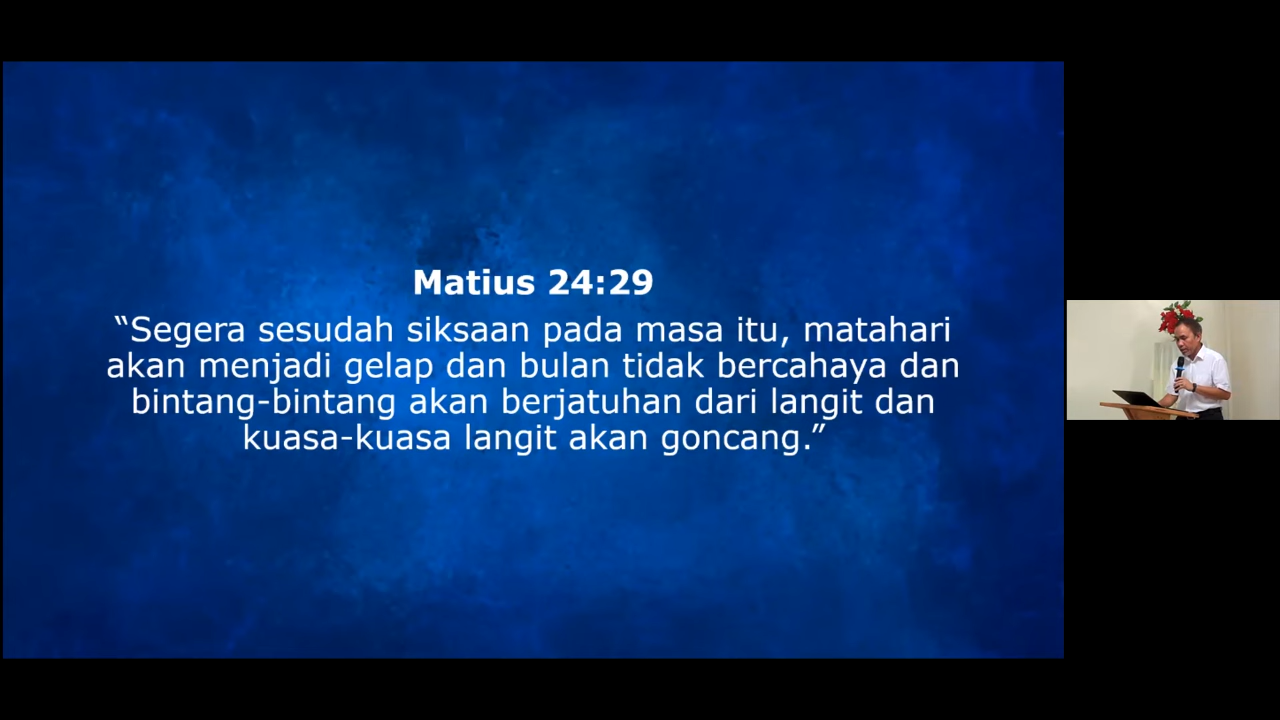 Matius 24:29
“Segera sesudah siksaan pada masa itu, matahari
akan menjadi gelap dan bulan tidak bercahaya dan
bintang-bintang akan berjatuhan dari langit dan
kuasa-kuasa langit akan goncang.”